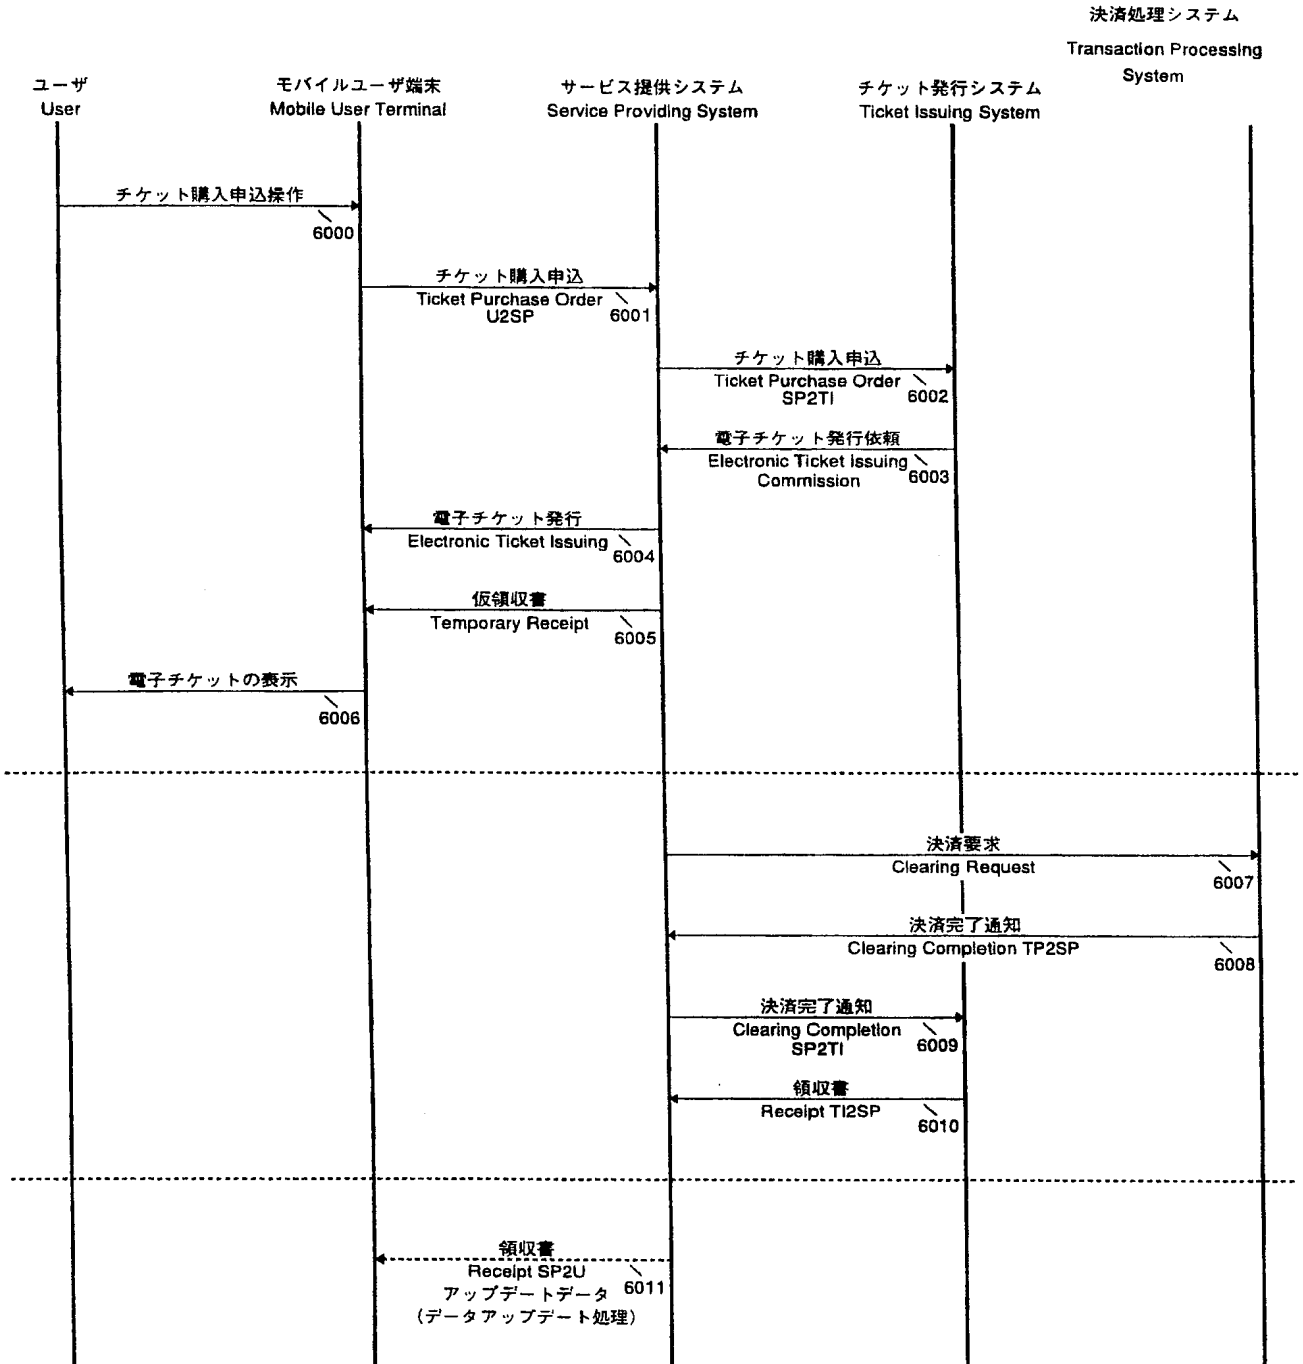 決済処理システム
Transaction Processing
System
ユーザ
User
モバイルユーザ端末
Mobile User Terminal
サービス提供システム
Service Providing System
チケット発行システム
Ticket Issuing System
チケット購入申込操作
6000
チケット購入申込
Ticket Purchase Order
U2SP
6001
チケット購入申込
Ticket Purchase Order
SP2TI
6002
電子チケット発行依頼
Electronic Ticket Issuing
Commission
6003
電子チケット発行
Electronic Ticket Issuing
6004
仮領収書
Temporary Receipt
6005
電子チケットの表示
6006
決済要求
Clearing Request
6007
決済完了通知
Clearing Completion TP2SP
6008
決済完了通知
Clearing Completion
SP2TI
6009
領収書
Receipt TI2SP
6010
領収書
Receipt SP2U
6011
アップデートデータ
（データアップデート処理）